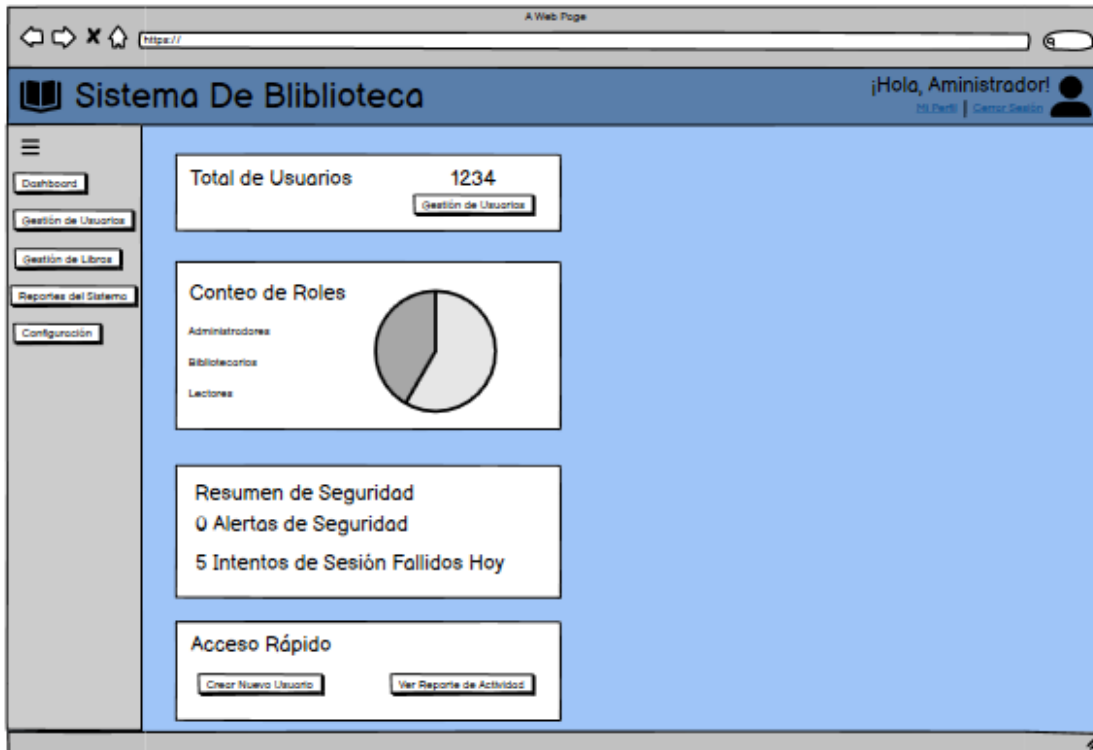 A Web Page
https://
Sistema De Bliblioteca
¡Hola, Aministrador!
Mi Perfil | Cerrar Sesión
Dashboard
Gestión de Usuarios
Gestión de Libros
Reportes del Sistema
Configuración
Total de Usuarios 1234
Gestión de Usuarios
Conteo de Roles
Administradores
Bibliotecarios
Lectores
Resumen de Seguridad
0 Alertas de Seguridad
5 Intentos de Sesión Fallidos Hoy
Acceso Rápido
Crear Nuevo Usuario Ver Reporte de Actividad